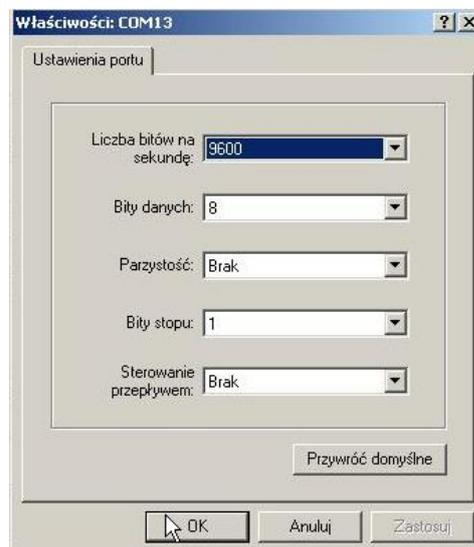 Właściwości: COM13
Ustawienia portu
Liczba bitów na
sekundę:
9600
Bity danych:
8
Parzystość:
Brak
Bity stopu:
1
Sterowanie
przepływem:
Brak
Przywróć domyślne
OK
Anuluj
Zastosuj